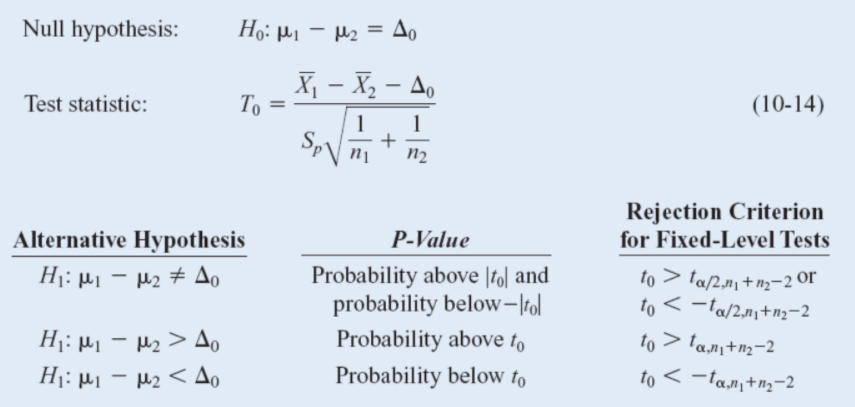 Null hypothesis: H₀: μ₁ − μ₂ = Δ₀
Test statistic: T₀ = (X̄₁ − X̄₂ − Δ₀) / (Sₚ√(1/n₁ + 1/n₂)) (10-14)
Rejection Criterion
Alternative Hypothesis P-Value for Fixed-Level Tests
H₁: μ₁ − μ₂ ≠ Δ₀ Probability above |t₀| and t₀ > t_{α/2,n₁+n₂−2} or
probability below−|t₀| t₀ < −t_{α/2,n₁+n₂−2}
H₁: μ₁ − μ₂ > Δ₀ Probability above t₀ t₀ > t_{α,n₁+n₂−2}
H₁: μ₁ − μ₂ < Δ₀ Probability below t₀ t₀ < −t_{α,n₁+n₂−2}